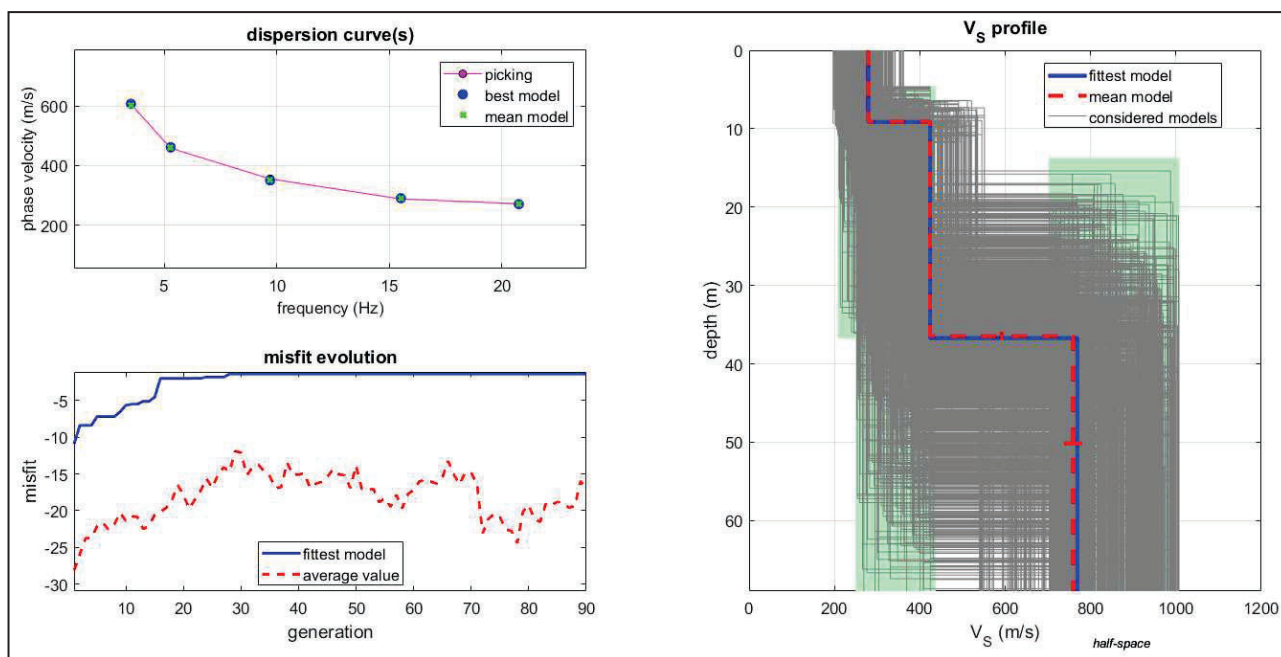 dispersion curve(s)
phase velocity (m/s)
600
400
200
picking
best model
mean model
5
10
15
20
frequency (Hz)
misfit evolution
misfit
-5
-10
-15
-20
-25
-30
fittest model
average value
10
20
30
40
50
60
70
80
90
generation
V_S profile
depth (m)
0
10
20
30
40
50
60
fittest model
mean model
considered models
0
200
400
600
800
1000
1200
V_S (m/s)
half-space